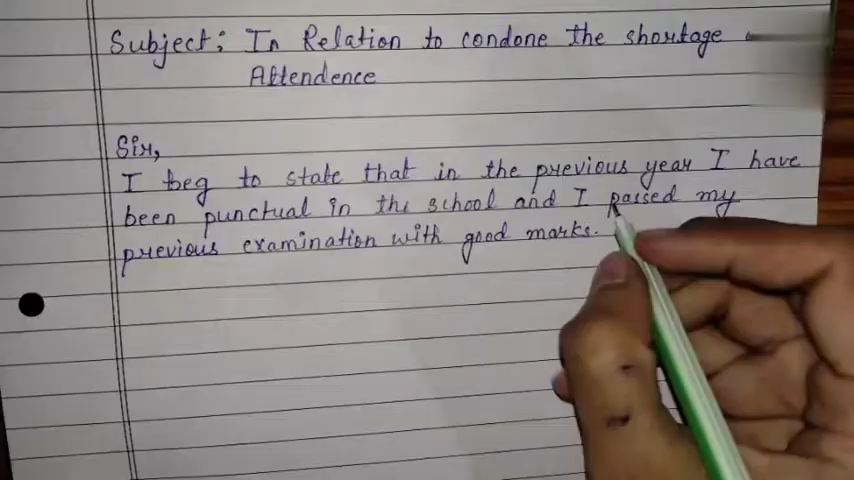 Subject: In Relation to condone the shortage
Attendence
Sir,
I beg to state that in the previous year I have
been punctual in the school and I passed my
previous examination with good marks.